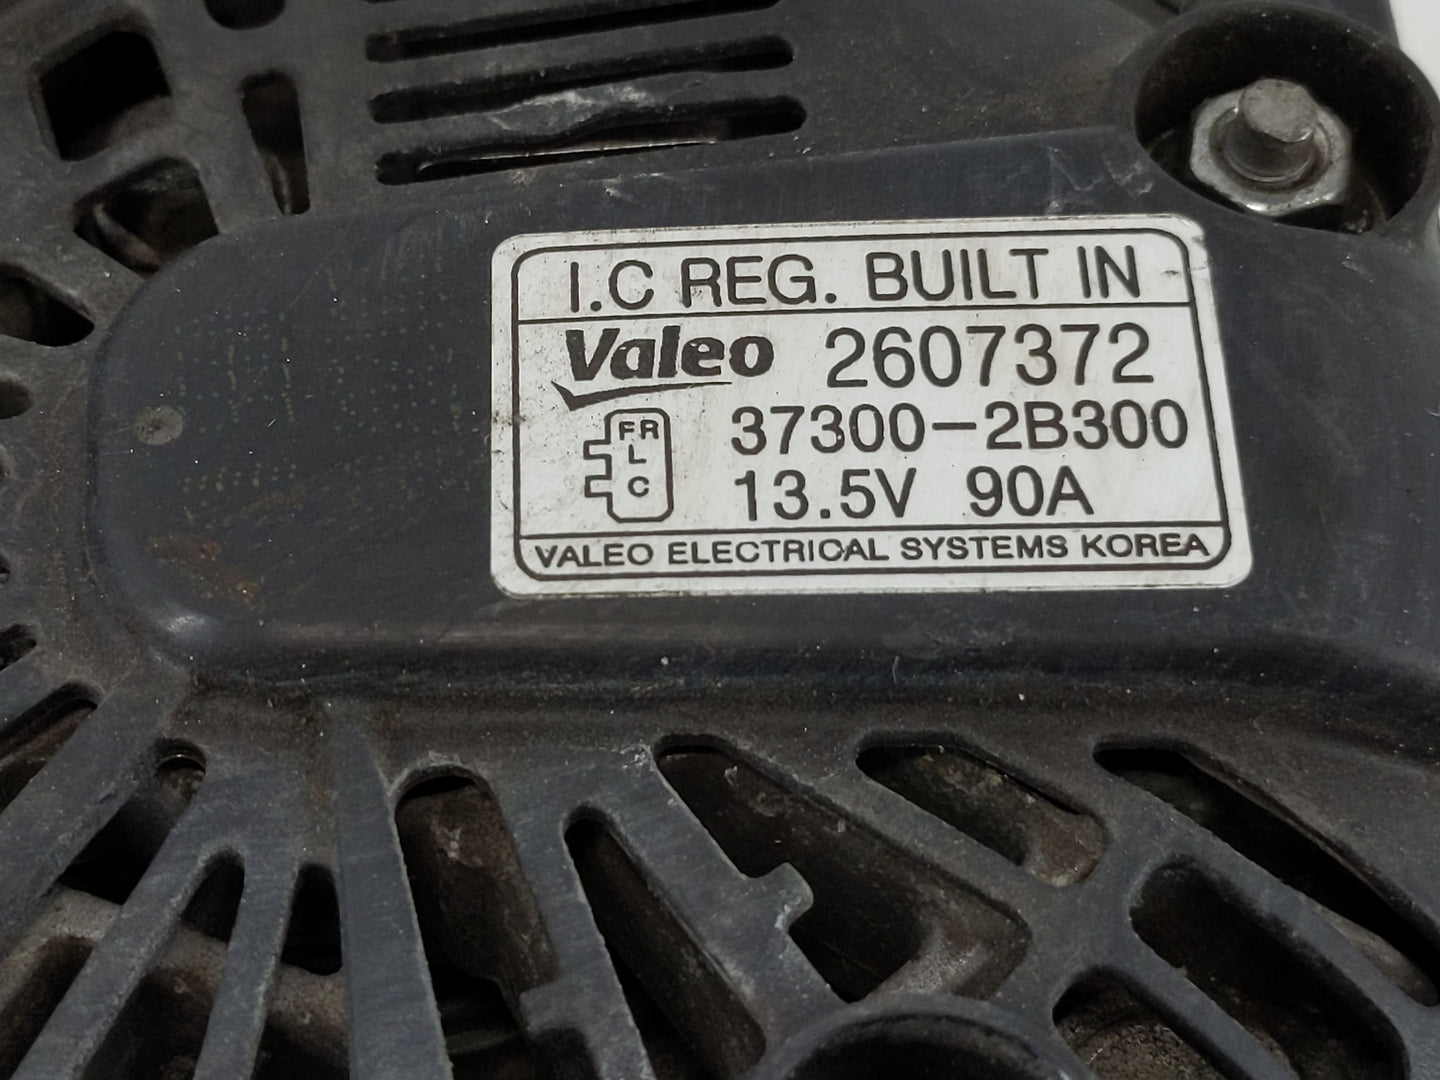 I.C REG. BUILT IN
Valeo 2607372
FR
L
C
37300-2B300
13.5V 90A
VALEO ELECTRICAL SYSTEMS KOREA